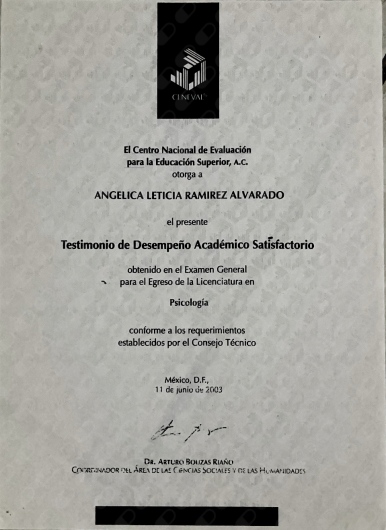 CENEVAL
El Centro Nacional de Evaluación
para la Educación Superior, A.C.
otorga a
ANGELICA LETICIA RAMIREZ ALVARADO
el presente
Testimonio de Desempeño Académico Satisfactorio
obtenido en el Examen General
para el Egreso de la Licenciatura en
Psicología
conforme a los requerimientos
establecidos por el Consejo Técnico
México, D.F.,
11 de junio de 2003
DR. ARTURO BOUZAS RIAÑO
COORDINADOR DEL ÁREA DE LAS CIENCIAS SOCIALES Y DE LAS HUMANIDADES